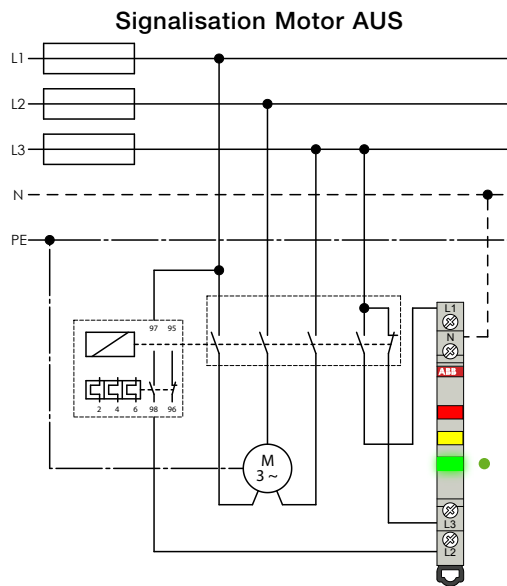 Signalisation Motor AUS
L1
L2
L3
N
PE
97 95
L1
N
ABB
2 4 6 98 96
M
3 ~
L3
L2